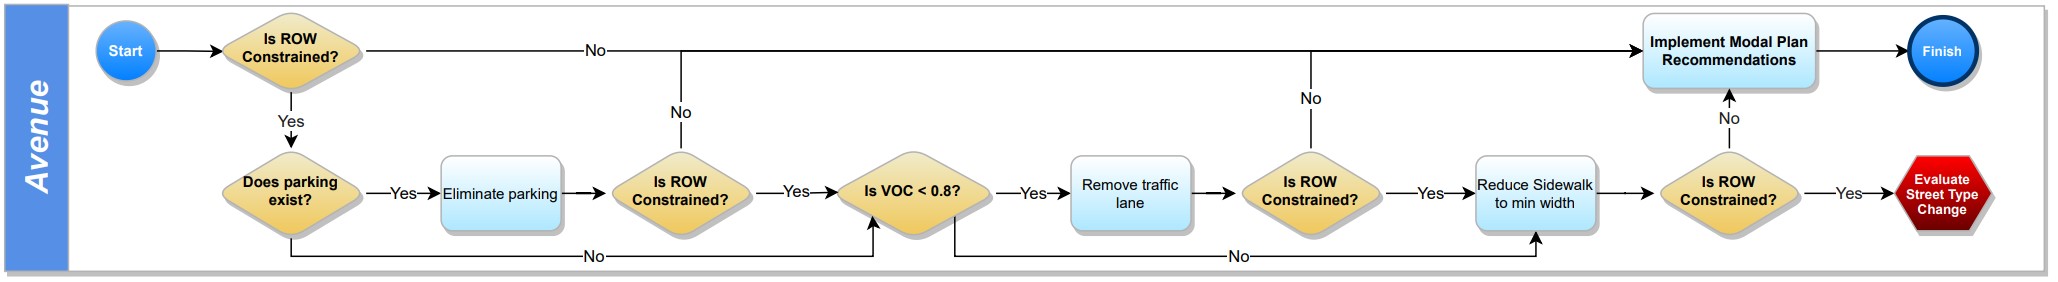 Avenue
Start
Is ROW
Constrained?
No
Implement Modal Plan
Recommendations
Finish
Yes
No
No
No
Does parking
exist?
Yes
Eliminate parking
Is ROW
Constrained?
Yes
Is VOC < 0.8?
Yes
Remove traffic
lane
Is ROW
Constrained?
Yes
Reduce Sidewalk
to min width
Is ROW
Constrained?
Yes
Evaluate
Street Type
Change
No
No